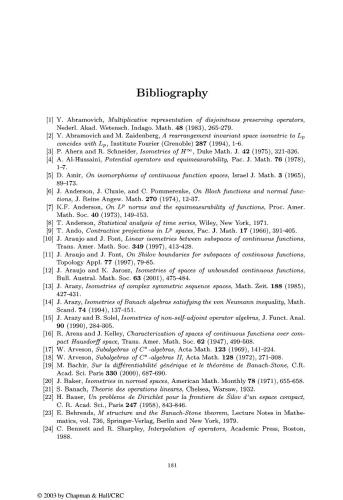 Bibliography
[1] Y. Abramovich, Multiplicative representation of disjointness preserving operators,
Nederl. Akad. Wetensch. Indago. Math. 48 (1983), 265-279.
[2] Y. Abramovich and M. Zaidenberg, A rearrangement invariant space isometric to Lp
concides with Lp, Institute Fourier (Grenoble) 287 (1994), 1-6.
[3] P. Ahern and R. Schneider, Isometries of H∞, Duke Math. J. 42 (1975), 321-326.
[4] A. Al-Hussaini, Potential operators and equimeasurability, Pac. J. Math. 76 (1978),
1-7.
[5] D. Amir, On isomorphisms of continuous function spaces, Israel J. Math. 3 (1965),
89-173.
[6] J. Anderson, J. Clunie, and C. Pommerenke, On Bloch functions and normal func-
tions, J. Reine Angew. Math. 270 (1974), 12-37.
[7] K.F. Anderson, On Lp norms and the equimeasurability of functions, Proc. Amer.
Math. Soc. 40 (1973), 149-153.
[8] T. Anderson, Statistical analysis of time series, Wiley, New York, 1971.
[9] T. Ando, Contractive projections in Lp spaces, Pac. J. Math. 17 (1966), 391-405.
[10] J. Araujo and J. Font, Linear isometries between subspaces of continuous functions,
Trans. Amer. Math. Soc. 349 (1997), 413-428.
[11] J. Araujo and J. Font, On Shilov boundaries for subspaces of continuous functions,
Topology Appl. 77 (1997), 79-85.
[12] J. Araujo and K. Jarosz, Isometries of spaces of unbounded continuous functions,
Bull. Austral. Math. Soc. 63 (2001), 475-484.
[13] J. Arazy, Isometries of complex symmetric sequence spaces, Math. Zeit. 188 (1985),
427-431.
[14] J. Arazy, Isometries of Banach algebras satisfying the von Neumann inequality, Math.
Scand. 74 (1994), 137-151.
[15] J. Arazy and B. Solel, Isometries of non-self-adjoint operator algebras, J. Funct. Anal.
90 (1990), 284-305.
[16] R. Arens and J. Kelley, Characterization of spaces of continuous functions over com-
pact Hausdorff space, Trans. Amer. Math. Soc. 62 (1947), 499-508.
[17] W. Arveson, Subalgebras of C*-algebras, Acta Math. 123 (1969), 141-224.
[18] W. Arveson, Subalgebras of C*-algebras II, Acta Math. 128 (1972), 271-308.
[19] M. Bachir, Sur la différentiabilité générique et le théorème de Banach-Stone, C.R.
Acad. Sci. Paris 330 (2000), 687-690.
[20] J. Baker, Isometries in normed spaces, American Math. Monthly 78 (1971), 655-658.
[21] S. Banach, Theorie des operations lineares, Chelsea, Warsaw, 1932.
[22] H. Bauer, Un problème de Dirichlet pour la frontiere de Šilov d'un espace compact,
C. R. Acad. Sci., Paris 247 (1958), 843-846.
[23] E. Behrends, M structure and the Banach-Stone theorem, Lecture Notes in Mathe-
matics, vol. 736, Springer-Verlag, Berlin and New York, 1979.
[24] C. Bennett and R. Sharpley, Interpolation of operators, Academic Press, Boston,
1988.
181
© 2003 by Chapman & Hall/CRC